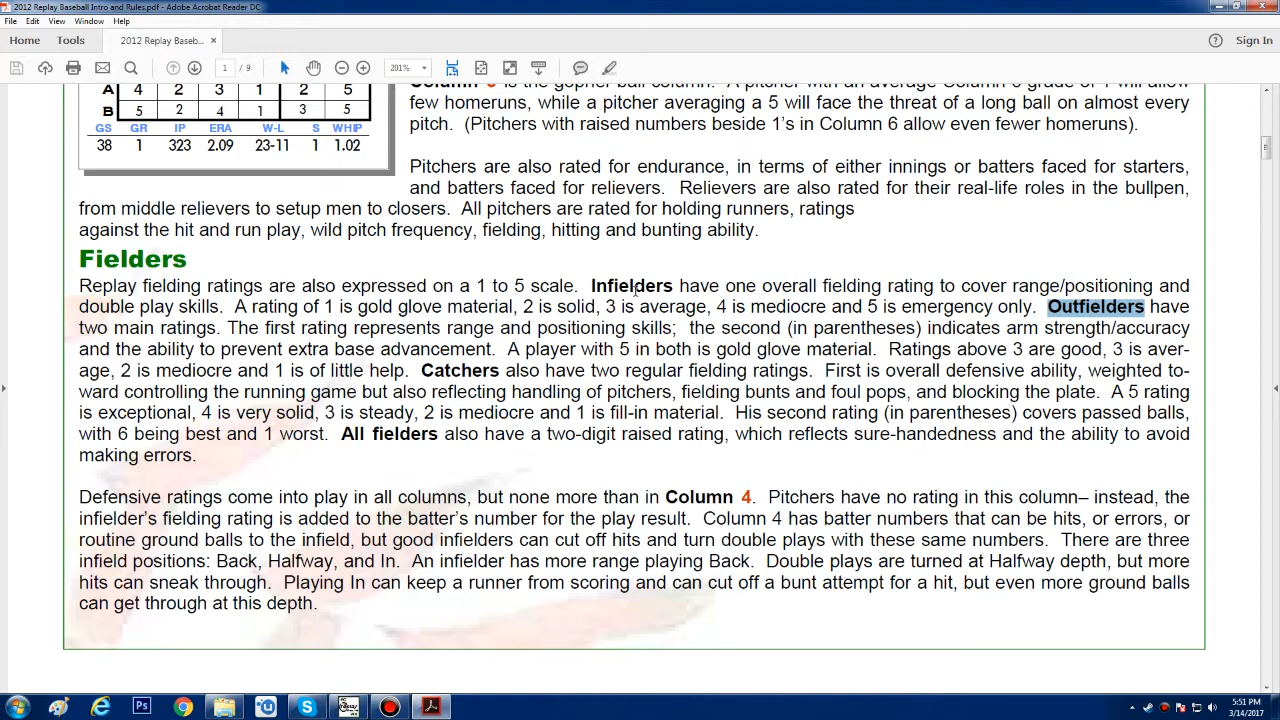 2012 Replay Baseball Intro and Rules.pdf - Adobe Acrobat Reader DC
File Edit View Window Help
Home Tools 2012 Replay Baseb... × Sign In
1 / 9 201%
A 4 2 3 1 2 5
B 5 2 4 1 3 5
GS GR IP ERA W-L S WHIP
38 1 323 2.09 23-11 1 1.02
few homeruns, while a pitcher averaging a 5 will face the threat of a long ball on almost every
pitch. (Pitchers with raised numbers beside 1's in Column 6 allow even fewer homeruns).
Pitchers are also rated for endurance, in terms of either innings or batters faced for starters,
and batters faced for relievers. Relievers are also rated for their real-life roles in the bullpen,
from middle relievers to setup men to closers. All pitchers are rated for holding runners, ratings
against the hit and run play, wild pitch frequency, fielding, hitting and bunting ability.
Fielders
Replay fielding ratings are also expressed on a 1 to 5 scale. Infielders have one overall fielding rating to cover range/positioning and
double play skills. A rating of 1 is gold glove material, 2 is solid, 3 is average, 4 is mediocre and 5 is emergency only. Outfielders have
two main ratings. The first rating represents range and positioning skills; the second (in parentheses) indicates arm strength/accuracy
and the ability to prevent extra base advancement. A player with 5 in both is gold glove material. Ratings above 3 are good, 3 is aver-
age, 2 is mediocre and 1 is of little help. Catchers also have two regular fielding ratings. First is overall defensive ability, weighted to-
ward controlling the running game but also reflecting handling of pitchers, fielding bunts and foul pops, and blocking the plate. A 5 rating
is exceptional, 4 is very solid, 3 is steady, 2 is mediocre and 1 is fill-in material. His second rating (in parentheses) covers passed balls,
with 6 being best and 1 worst. All fielders also have a two-digit raised rating, which reflects sure-handedness and the ability to avoid
making errors.
Defensive ratings come into play in all columns, but none more than in Column 4. Pitchers have no rating in this column– instead, the
infielder's fielding rating is added to the batter's number for the play result. Column 4 has batter numbers that can be hits, or errors, or
routine ground balls to the infield, but good infielders can cut off hits and turn double plays with these same numbers. There are three
infield positions: Back, Halfway, and In. An infielder has more range playing Back. Double plays are turned at Halfway depth, but more
hits can sneak through. Playing In can keep a runner from scoring and can cut off a bunt attempt for a hit, but even more ground balls
can get through at this depth.
Ps
5:51 PM
3/14/2017